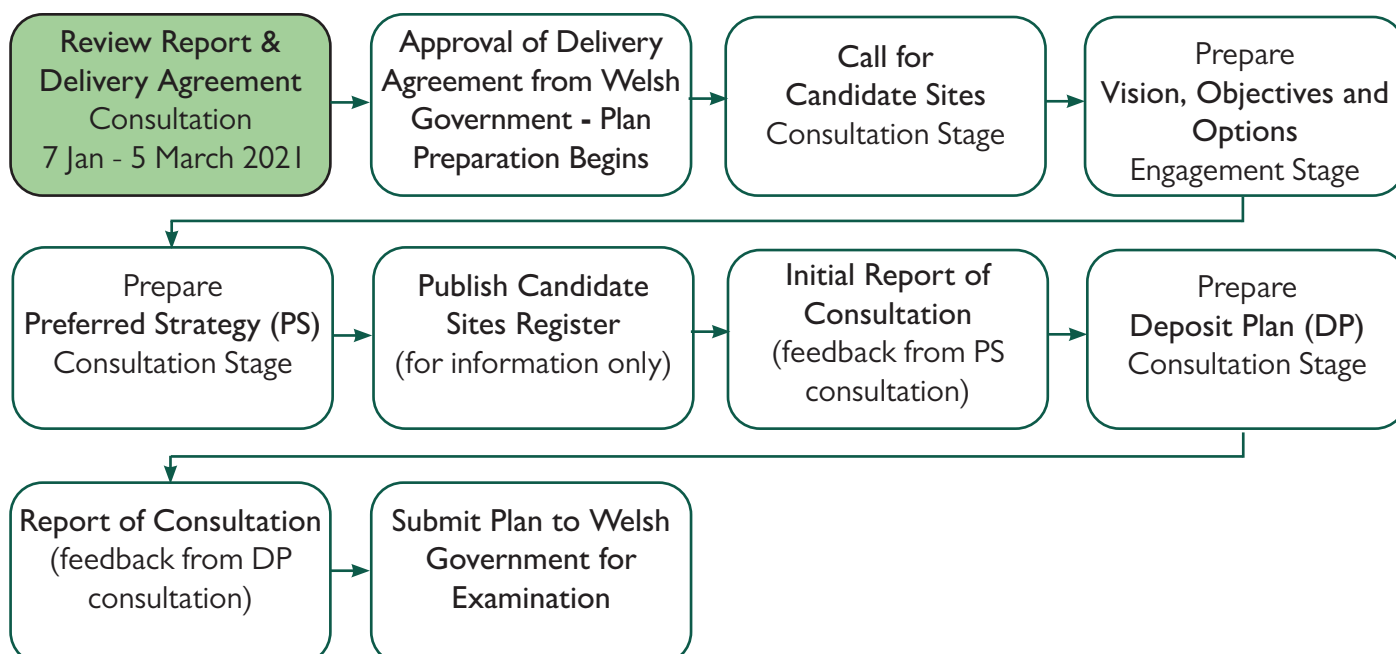 Review Report &
Delivery Agreement
Consultation
7 Jan - 5 March 2021
Approval of Delivery
Agreement from Welsh
Government - Plan
Preparation Begins
Call for
Candidate Sites
Consultation Stage
Prepare
Vision, Objectives and
Options
Engagement Stage
Prepare
Preferred Strategy (PS)
Consultation Stage
Publish Candidate
Sites Register
(for information only)
Initial Report of
Consultation
(feedback from PS
consultation)
Prepare
Deposit Plan (DP)
Consultation Stage
Report of Consultation
(feedback from DP
consultation)
Submit Plan to Welsh
Government for
Examination